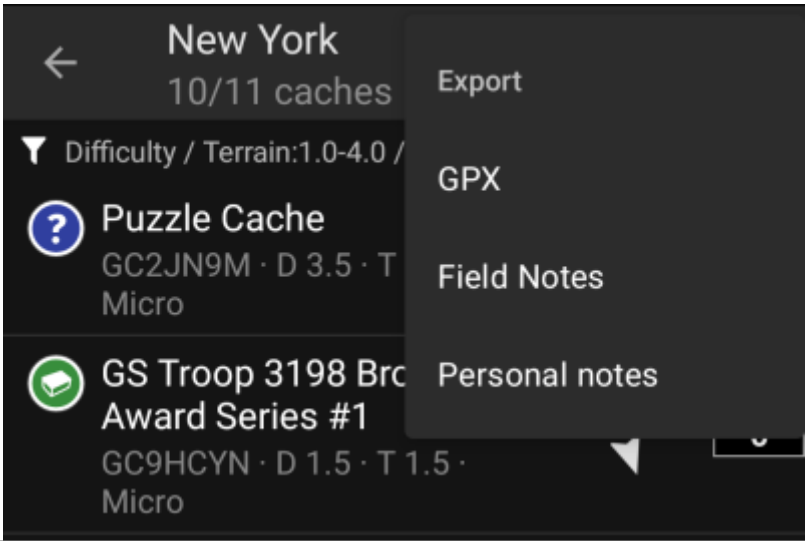 New York
10/11 caches
Export
Difficulty / Terrain:1.0-4.0 /
GPX
?
Puzzle Cache
GC2JN9M · D 3.5 · T
Micro
Field Notes
GS Troop 3198 Bro
Award Series #1
GC9HCYN · D 1.5 · T 1.5 ·
Micro
Personal notes